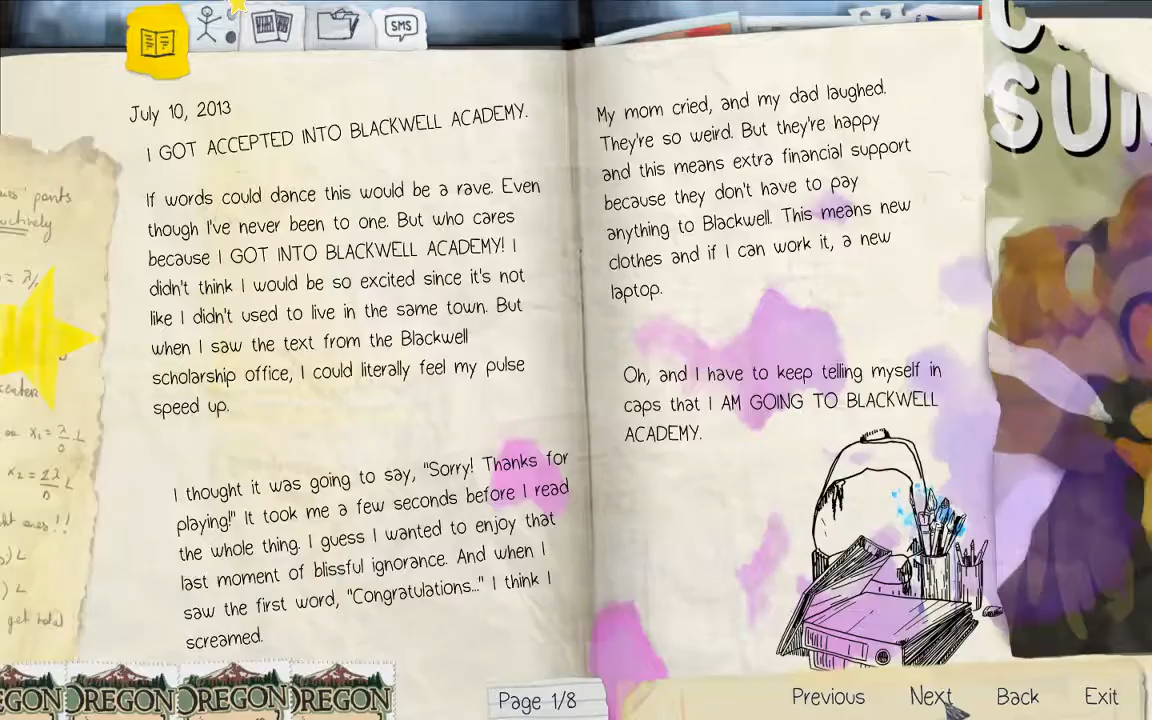 SMS
July 10, 2013
I GOT ACCEPTED INTO BLACKWELL ACADEMY.
If words could dance this would be a rave. Even
though I've never been to one. But who cares
because I GOT INTO BLACKWELL ACADEMY! I
didn't think I would be so excited since it's not
like I didn't used to live in the same town. But
when I saw the text from the Blackwell
scholarship office, I could literally feel my pulse
speed up.
I thought it was going to say, "Sorry! Thanks for
playing!" It took me a few seconds before I read
the whole thing. I guess I wanted to enjoy that
last moment of blissful ignorance. And when I
saw the first word, "Congratulations..." I think I
screamed.
My mom cried, and my dad laughed.
They're so weird. But they're happy
and this means extra financial support
because they don't have to pay
anything to Blackwell. This means new
clothes and if I can work it, a new
laptop.
Oh, and I have to keep telling myself in
caps that I AM GOING TO BLACKWELL
ACADEMY.
points
EGON OREGON OREGON OREGON
Page 1/8
Previous Next Back Exit